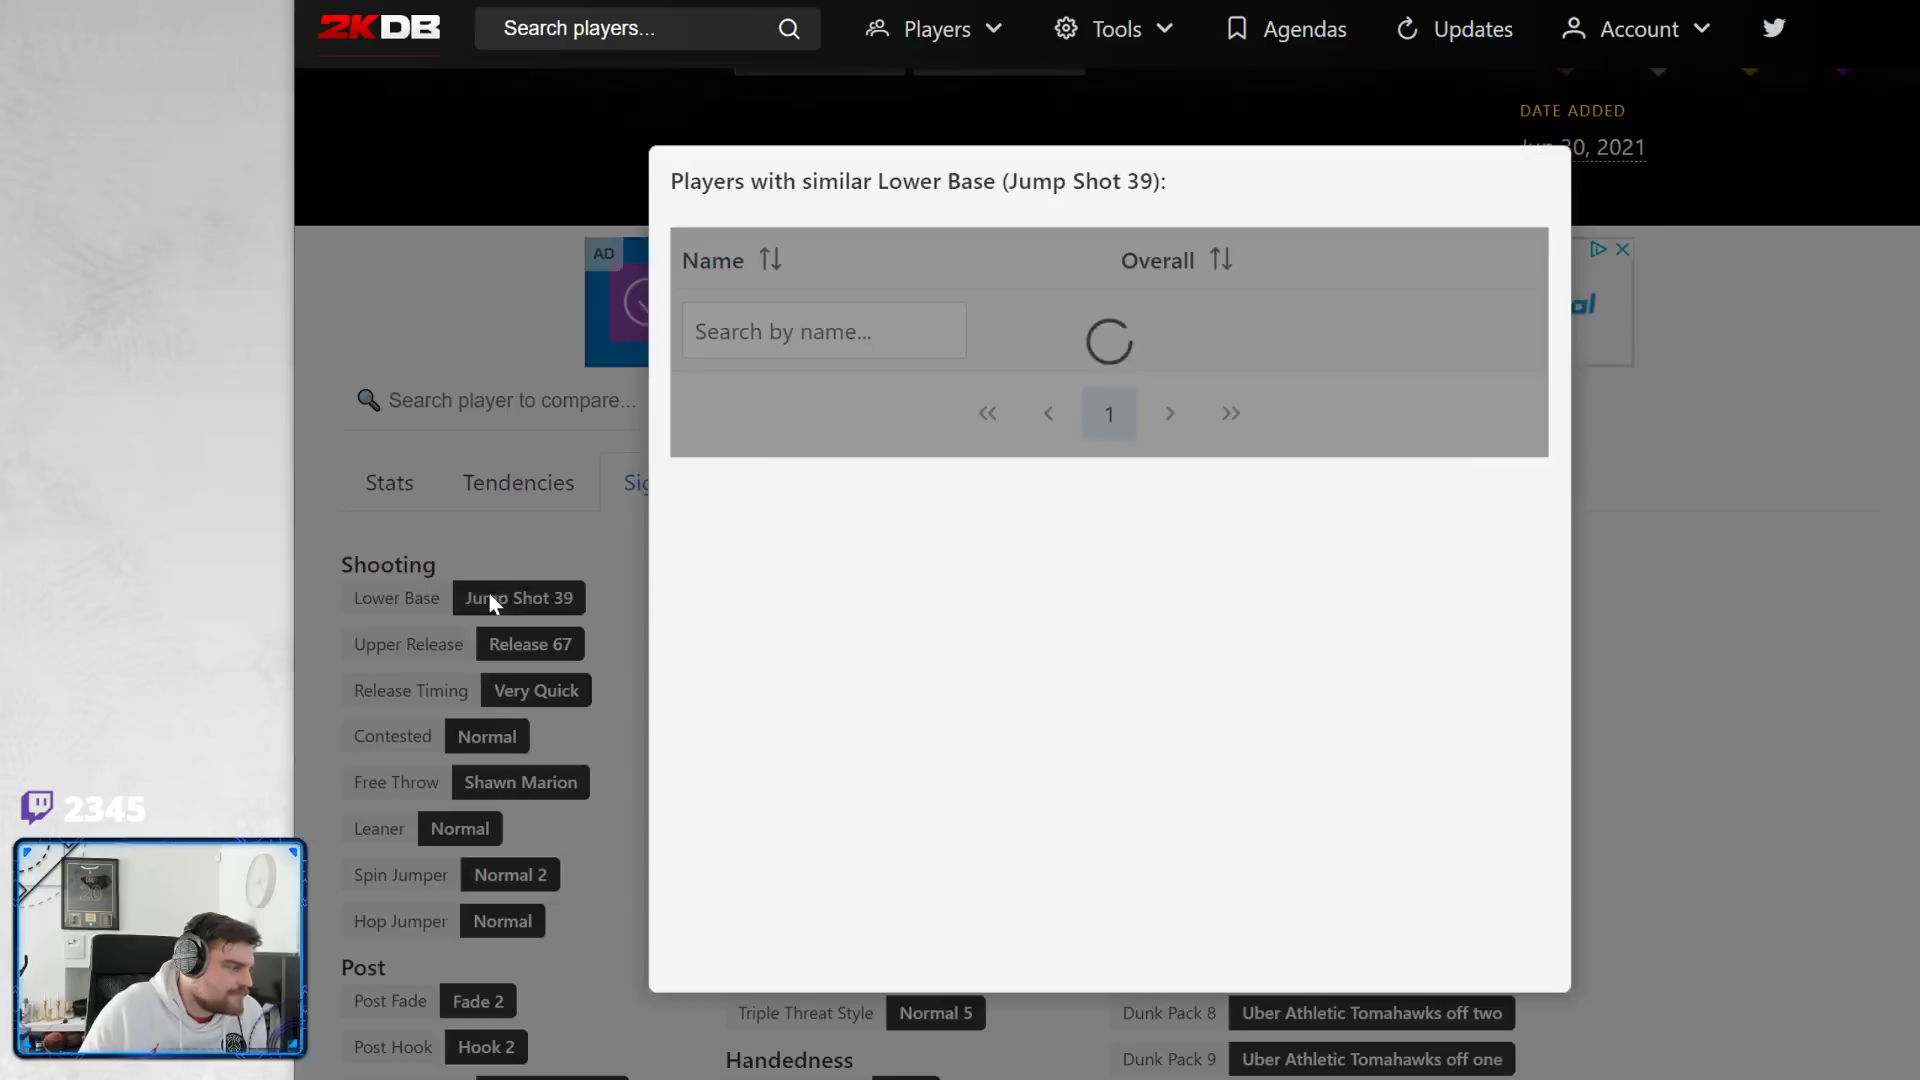 2KDB
Search players...
Players
Tools
Agendas
Updates
Account
DATE ADDED
30, 2021
Players with similar Lower Base (Jump Shot 39):
AD
Name
Overall
Search by name...
1
Search player to compare...
Stats
Tendencies
Shooting
Lower Base Jump Shot 39
Upper Release Release 67
Release Timing Very Quick
Contested Normal
Free Throw Shawn Marion
Leaner Normal
Spin Jumper Normal 2
Hop Jumper Normal
Post
Post Fade Fade 2
Post Hook Hook 2
Triple Threat Style Normal 5
Handedness
Dunk Pack 8 Uber Athletic Tomahawks off two
Dunk Pack 9 Uber Athletic Tomahawks off one
2345